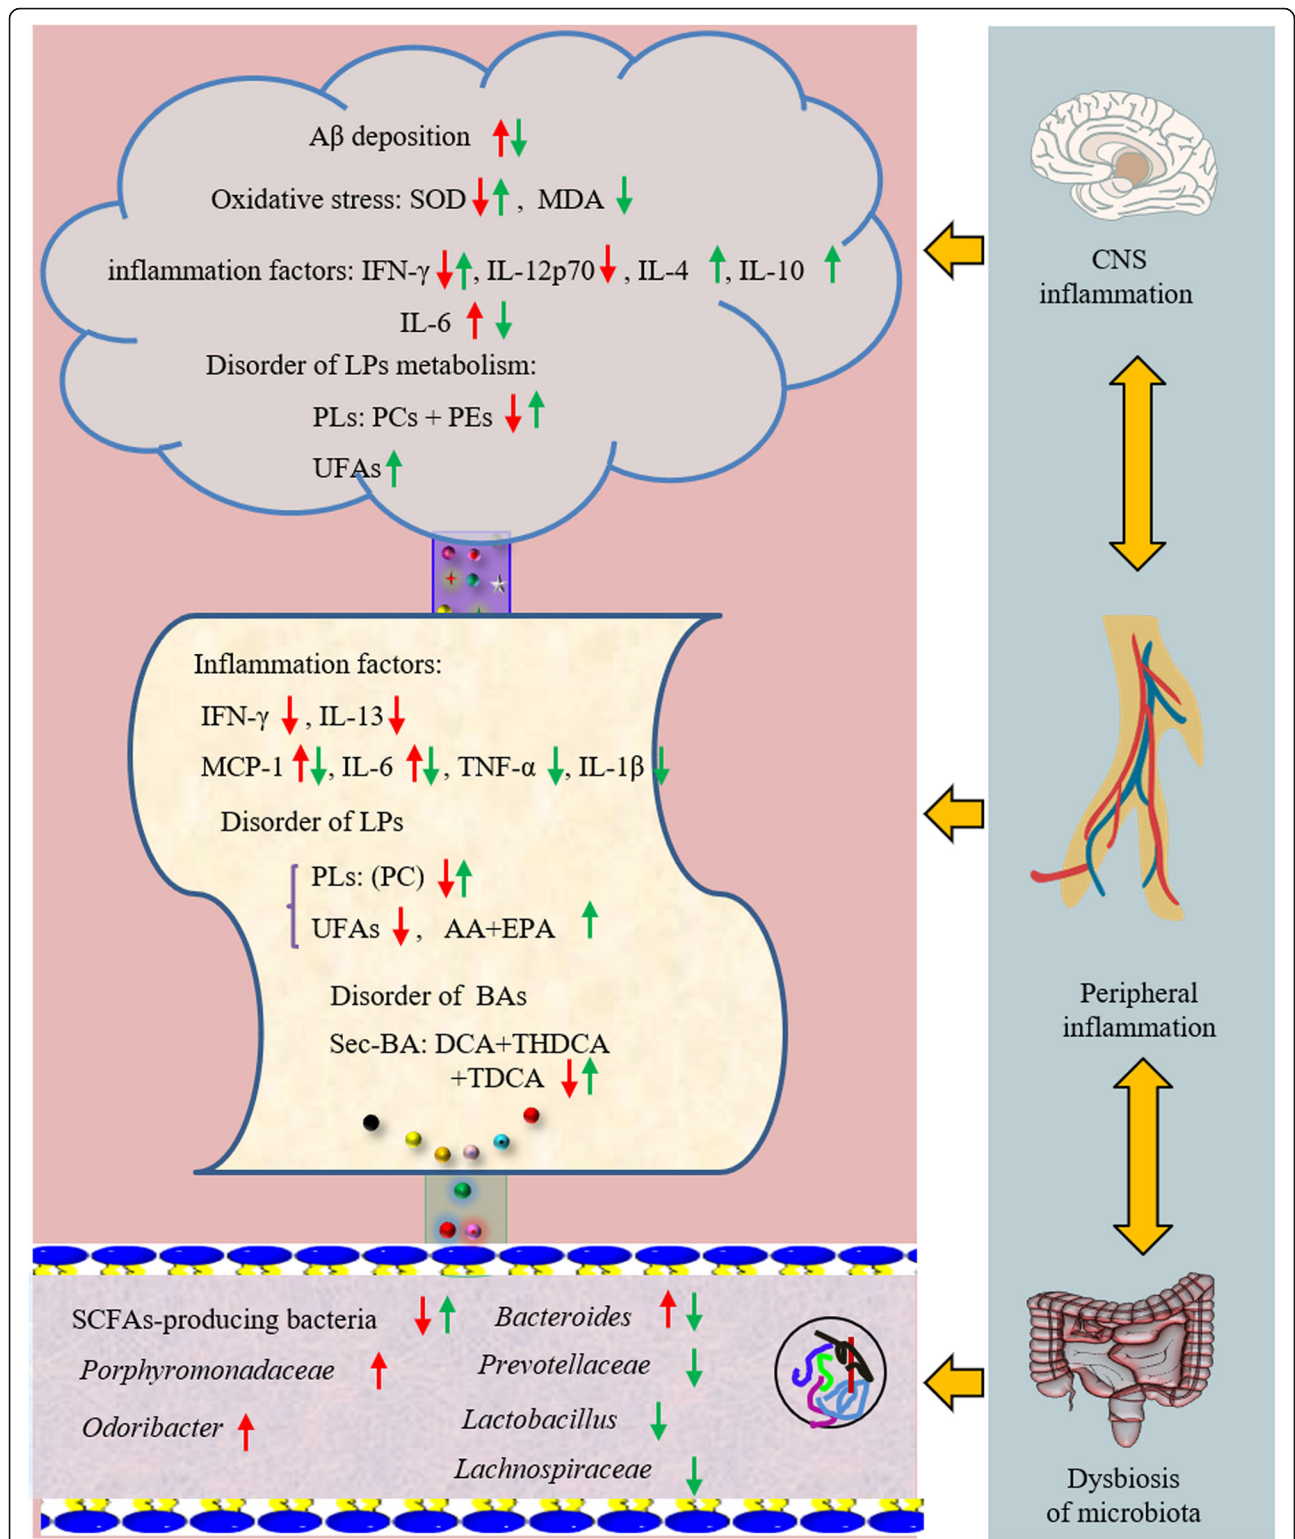 Aβ deposition
Oxidative stress: SOD , MDA
inflammation factors: IFN-γ , IL-12p70 , IL-4 , IL-10
IL-6
Disorder of LPs metabolism:
PLs: PCs + PEs
UFAs
CNS
inflammation
Inflammation factors:
IFN-γ , IL-13
MCP-1 , IL-6 , TNF-α , IL-1β
Disorder of LPs
PLs: (PC)
UFAs , AA+EPA
Disorder of BAs
Sec-BA: DCA+THDCA
+TDCA
Peripheral
inflammation
SCFAs-producing bacteria
Porphyromonadaceae
Odoribacter
Bacteroides
Prevotellaceae
Lactobacillus
Lachnospiraceae
Dysbiosis
of microbiota